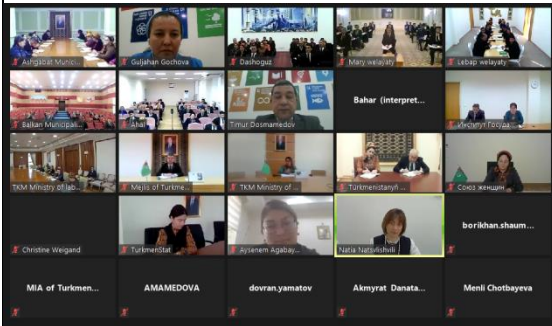 Ashgabat Munici...
Guljahan Gochova
Dashoguz
Mary welayaty
Lebap welayaty
Balkan Municipali...
Ahal
Timur Dosmamedov
Bahar (interpret...
Институт Госуда...
TKM Ministry of lab...
Mejlis of Turkme...
TKM Ministry of ...
Türkmenistanyň ...
Союз женщин
Christine Weigand
TurkmenStat
Aysenem Agabay...
Natia Natsvlishvili
borikhan.shaum...
MIA of Turkmen...
AMAMEDOVA
dovran.yamatov
Akmyrat Danata...
Menli Chotbayeva